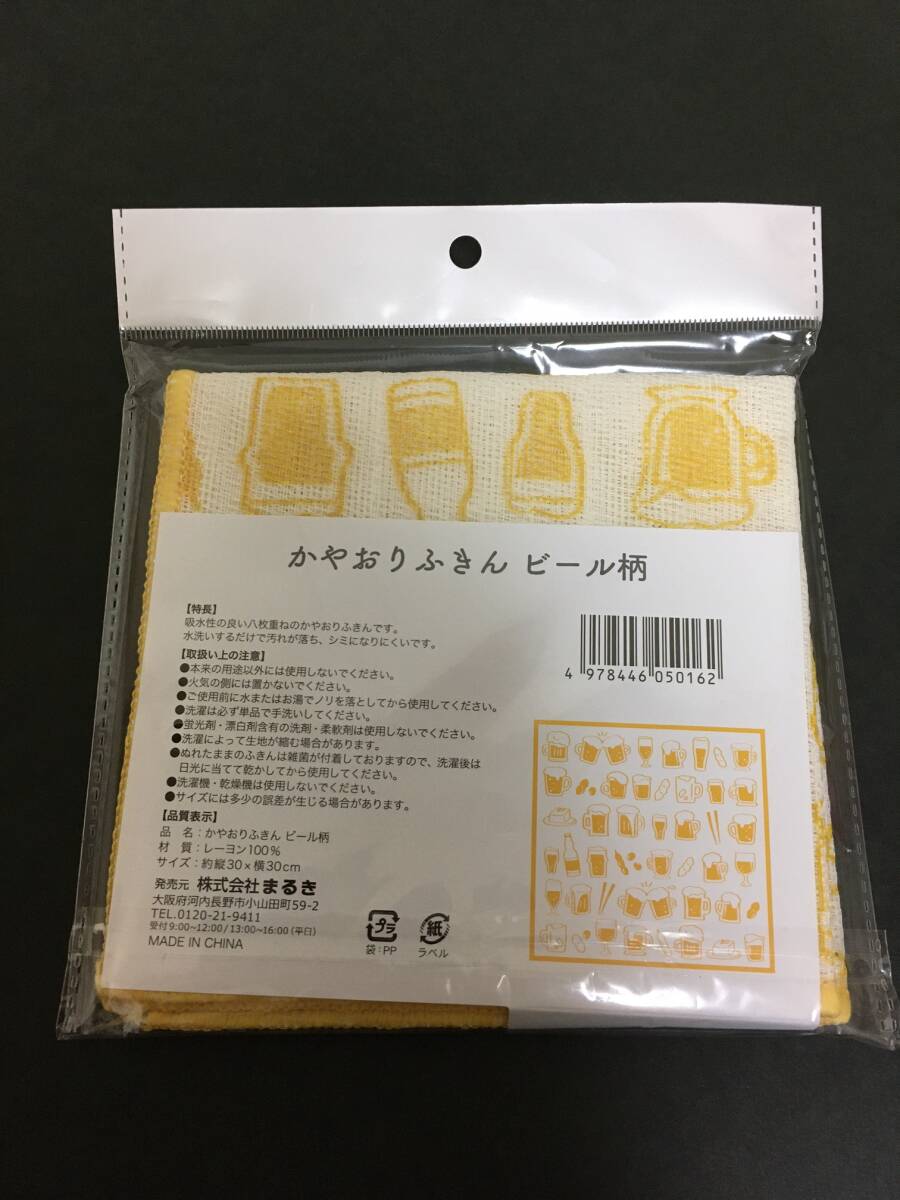 かやおりふきん ビール柄
【特長】
吸水性の良い八枚重ねのかやおりふきんです。
水洗いするだけで汚れが落ち、シミになりにくいです。
【取扱い上の注意】
●本来の用途以外には使用しないでください。
●火気の側には置かないでください。
●ご使用前に水またはお湯でノリを落としてから使用してください。
●洗濯は必ず単品で手洗いしてください。
●蛍光剤・漂白剤含有の洗剤・柔軟剤は使用しないでください。
●洗濯によって生地が縮む場合があります。
●ぬれたままのふきんは雑菌が付着しておりますので、洗濯後は
日光に当てて乾かしてから使用してください。
●洗濯機・乾燥機は使用しないでください。
●サイズには多少の誤差が生じる場合があります。
【品質表示】
品 名:かやおりふきん ビール柄
材 質:レーヨン100%
サイズ:約縦30×横30cm
発売元 株式会社まるき
大阪府河内長野市小山田町59-2
TEL.0120-21-9411
受付9:00~12:00/13:00~16:00(平日)
MADE IN CHINA
プラ
袋:PP
紙
ラベル
4 978446 050162